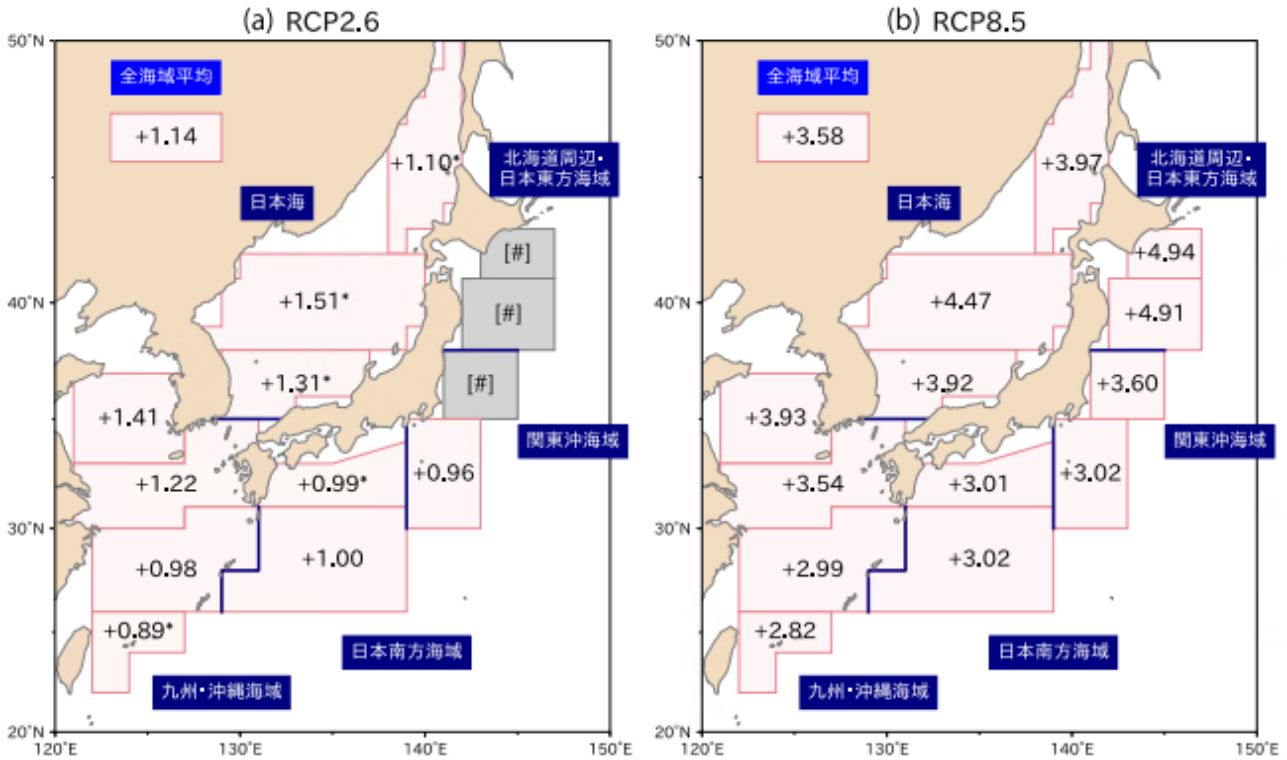 (a) RCP2.6
50°N
全海域平均
+1.14
+1.10*
北海道周辺・
日本東方海域
日本海
[#]
40°N
+1.51*
[#]
+1.31*
[#]
+1.41
関東沖海域
+1.22
+0.99*
+0.96
30°N
+0.98
+1.00
+0.89*
日本南方海域
九州・沖縄海域
20°N
120°E
130°E
140°E
150°E
(b) RCP8.5
50°N
全海域平均
+3.58
+3.97
北海道周辺・
日本東方海域
日本海
+4.94
40°N
+4.47
+4.91
+3.92
+3.60
+3.93
関東沖海域
+3.54
+3.01
+3.02
30°N
+2.99
+3.02
+2.82
日本南方海域
九州・沖縄海域
20°N
120°E
130°E
140°E
150°E